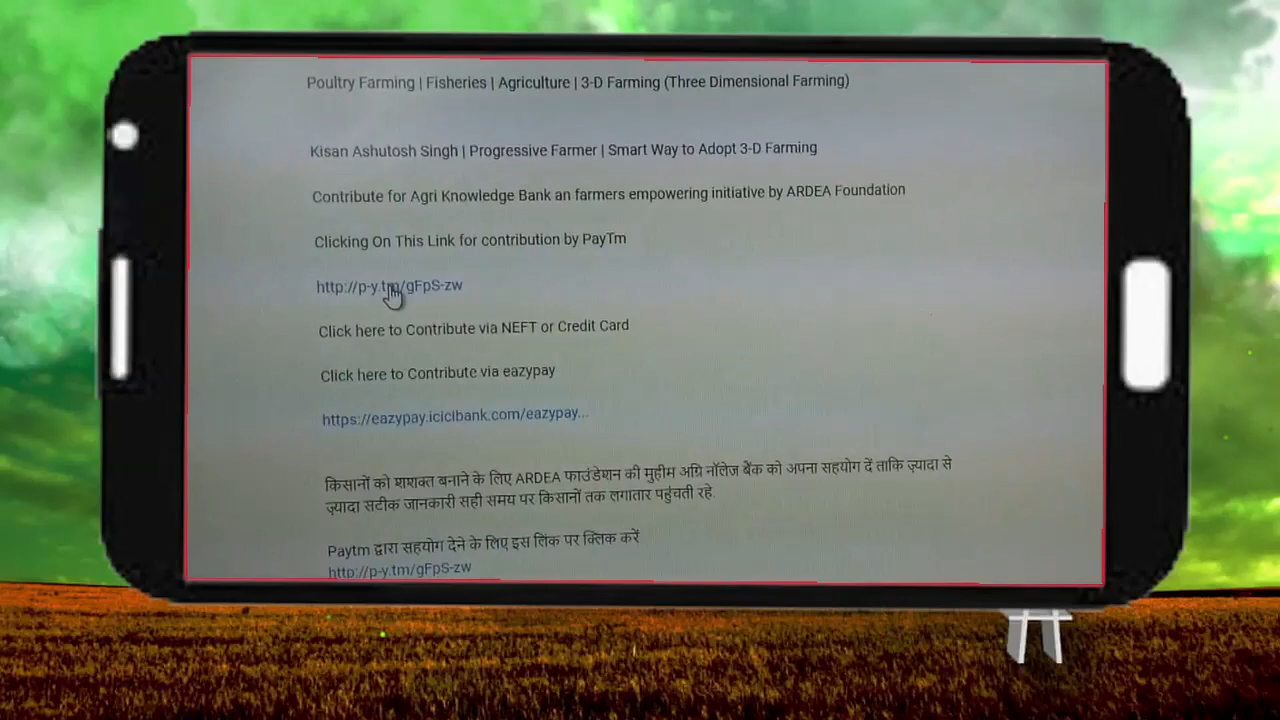 Poultry Farming | Fisheries | Agriculture | 3-D Farming (Three Dimensional Farming)
Kisan Ashutosh Singh | Progressive Farmer | Smart Way to Adopt 3-D Farming
Contribute for Agri Knowledge Bank an farmers empowering initiative by ARDEA Foundation
Clicking On This Link for contribution by PayTm
http://p-y.tm/gFpS-zw
Click here to Contribute via NEFT or Credit Card
Click here to Contribute via eazypay
https://eazypay.icicibank.com/eazypay...
किसानों को शशक्त बनाने के लिए ARDEA फाउंडेशन की मुहीम अग्रि नॉलेज बैंक को अपना सहयोग दें ताकि ज़्यादा से
ज़्यादा सटीक जानकारी सही समय पर किसानों तक लगातार पहुंचती रहे.
Paytm द्वारा सहयोग देने के लिए इस लिंक पर क्लिक करें
http://p-y.tm/gFpS-zw